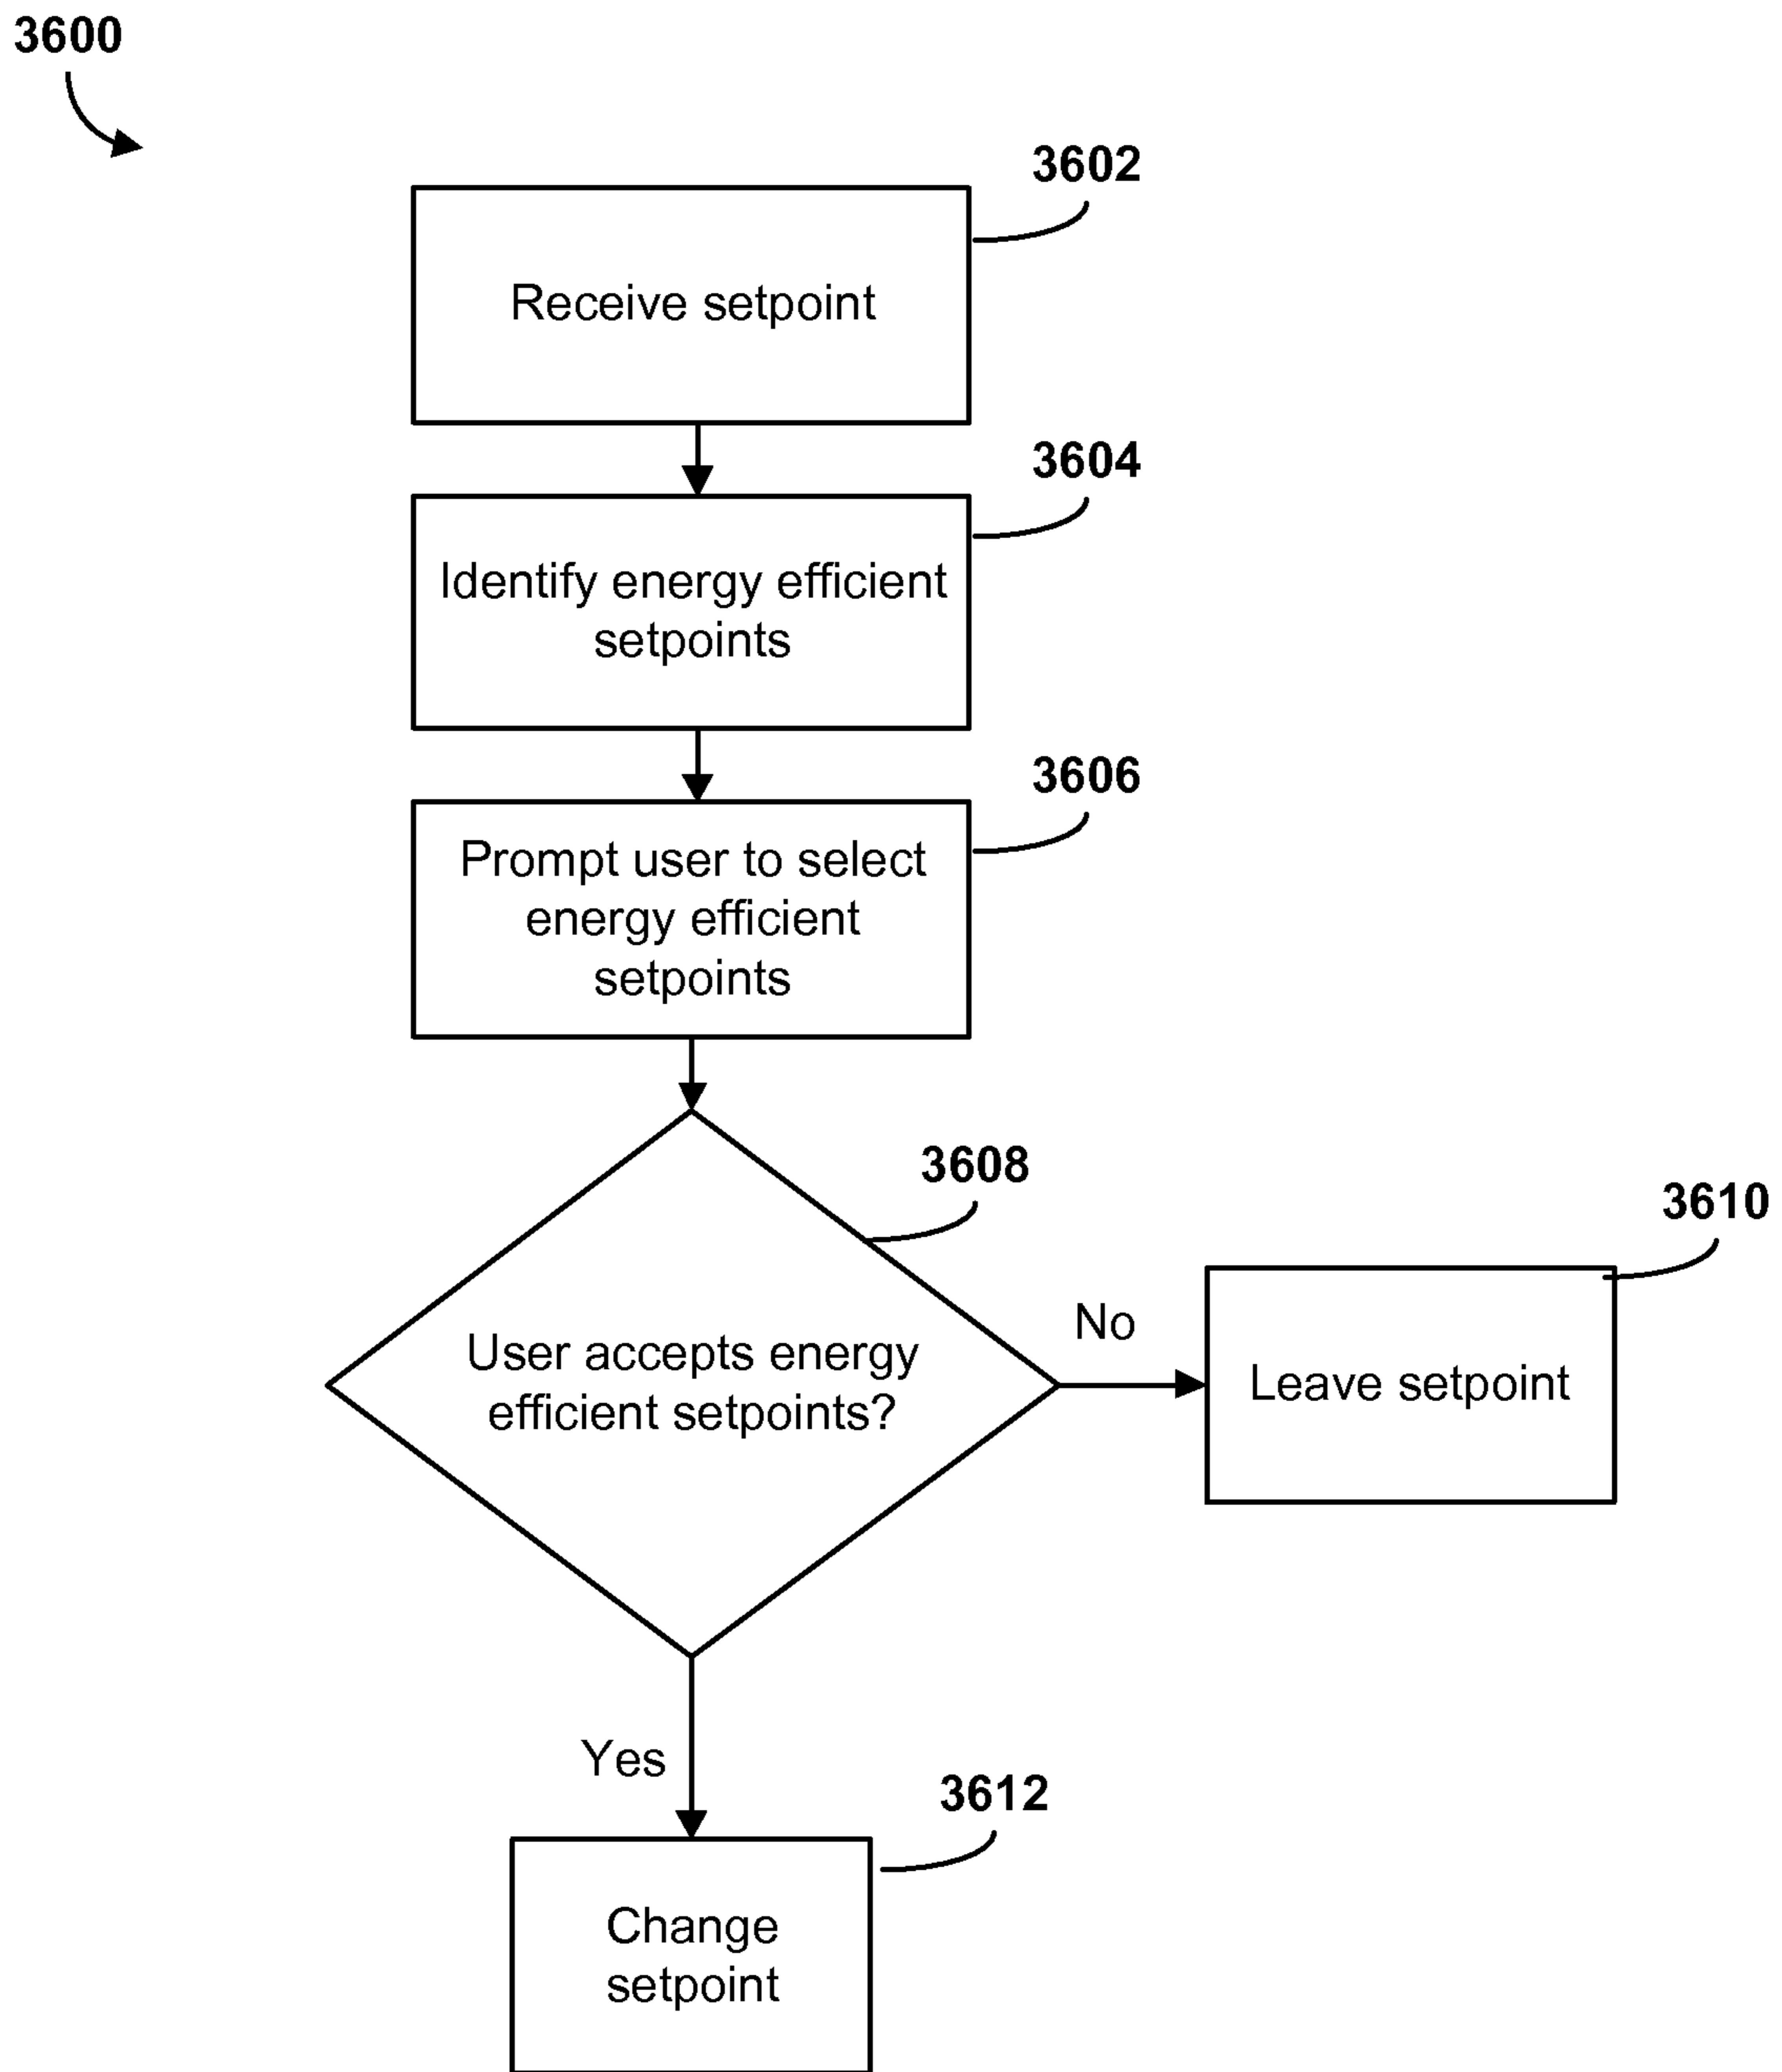 3600
3602
Receive setpoint
3604
Identify energy efficient
setpoints
3606
Prompt user to select
energy efficient
setpoints
3608
User accepts energy
efficient setpoints?
No
3610
Leave setpoint
Yes
3612
Change
setpoint